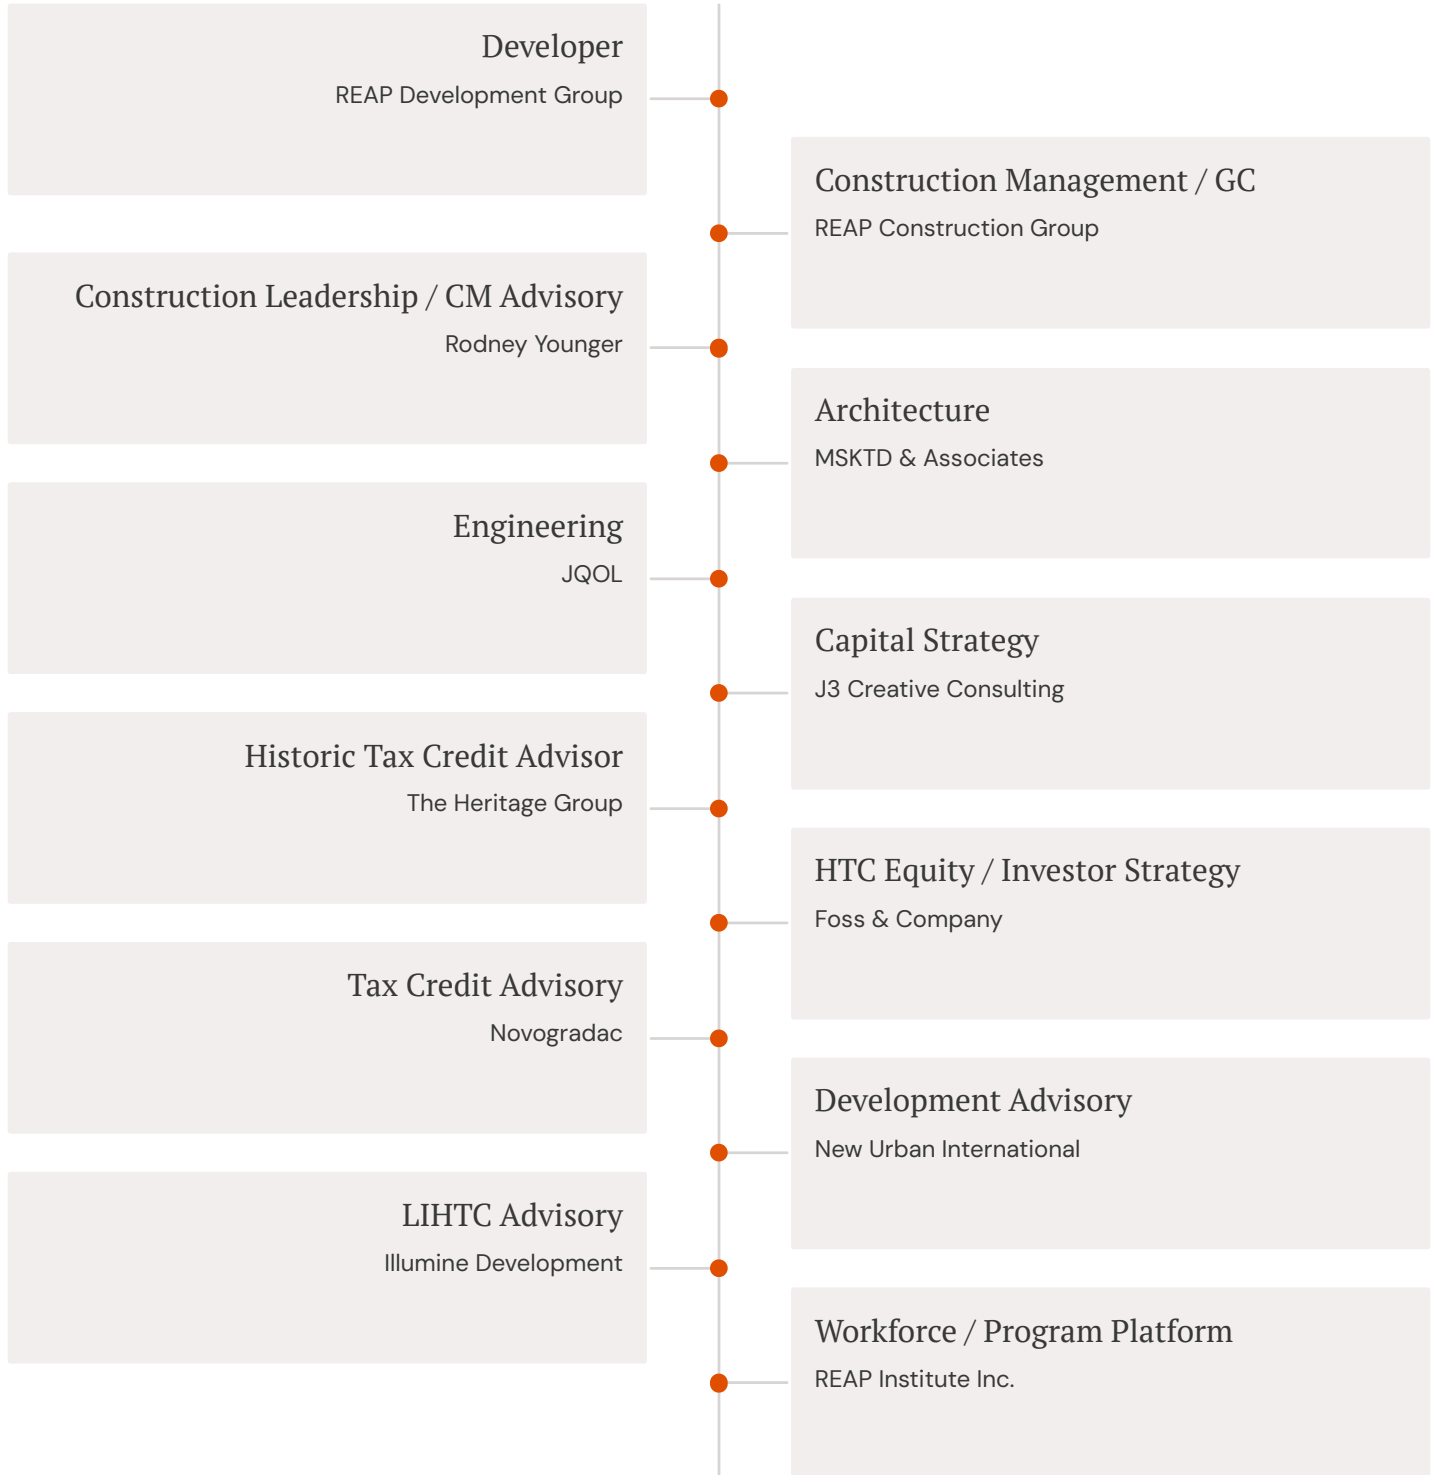 Developer
REAP Development Group
Construction Management / GC
REAP Construction Group
Construction Leadership / CM Advisory
Rodney Younger
Architecture
MSKTD & Associates
Engineering
JQOL
Capital Strategy
J3 Creative Consulting
Historic Tax Credit Advisor
The Heritage Group
HTC Equity / Investor Strategy
Foss & Company
Tax Credit Advisory
Novogradac
Development Advisory
New Urban International
LIHTC Advisory
Illumine Development
Workforce / Program Platform
REAP Institute Inc.